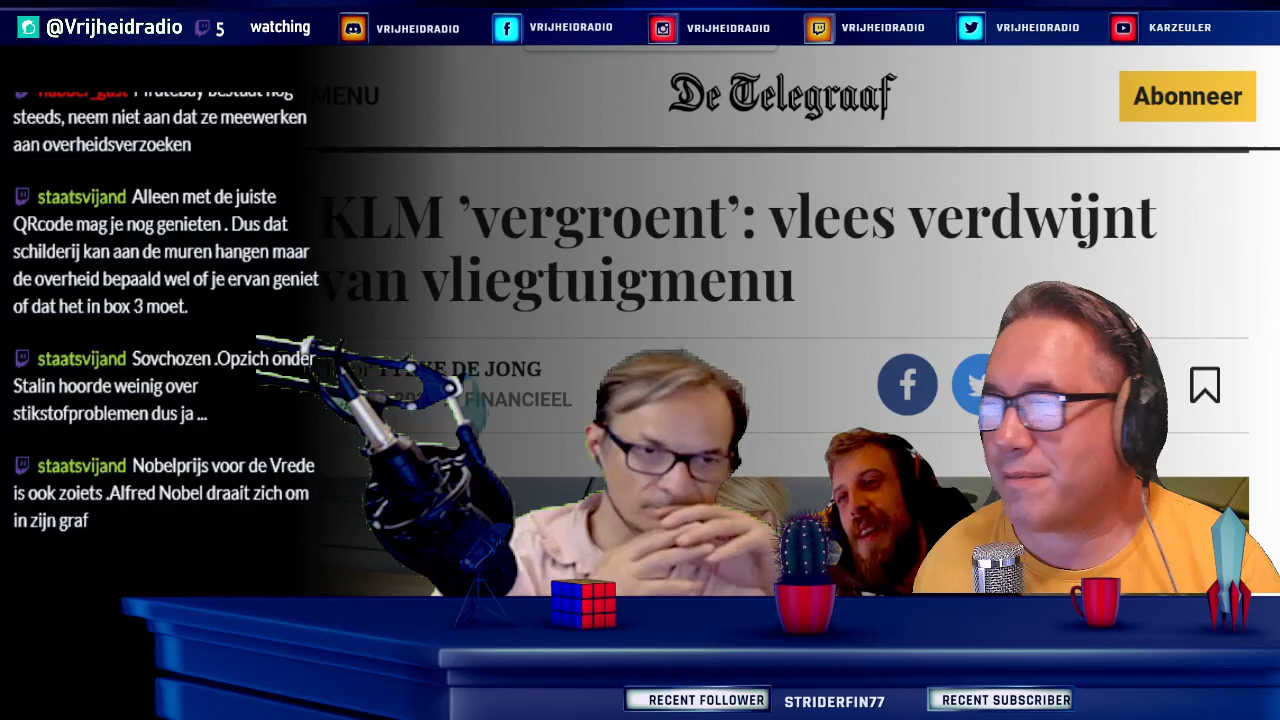 @Vrijheidradio 5 watching
VRIJHEIDRADIO
VRIJHEIDRADIO
VRIJHEIDRADIO
VRIJHEIDRADIO
VRIJHEIDRADIO
KARZEULER
MENU
De Telegraaf
Abonneer
habber_gast Piratebay bestaat nog
steeds, neem niet aan dat ze meewerken
aan overheidsverzoeken
staatsvijand Alleen met de juiste
QRcode mag je nog genieten . Dus dat
schilderij kan aan de muren hangen maar
de overheid bepaald wel of je ervan geniet
of dat het in box 3 moet.
staatsvijand Sovchozen .Opzich onder
Stalin hoorde weinig over
stikstofproblemen dus ja ...
staatsvijand Nobelprijs voor de Vrede
is ook zoiets .Alfred Nobel draait zich om
in zijn graf
KLM 'vergroent': vlees verdwijnt
van vliegtuigmenu
DE JONG
FINANCIEEL
RECENT FOLLOWER
STRIDERFIN77
RECENT SUBSCRIBER